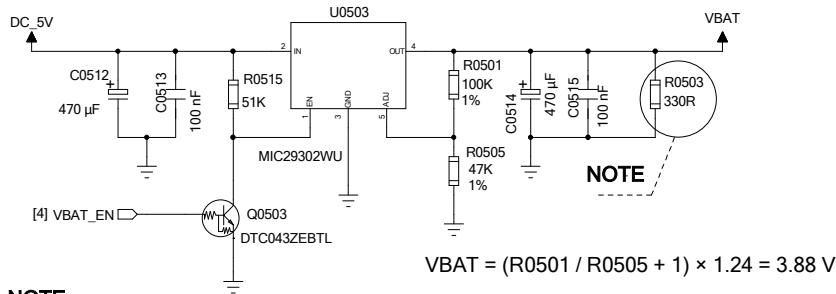 DC_5V
U0503
VBAT
2
IN
OUT
4
C0512
+
470 µF
C0513
100 nF
R0515
51K
EN
GND
ADJ
1
3
5
MIC29302WU
R0501
100K
1%
R0505
47K
1%
+
C0514
470 µF
C0515
100 nF
R0503
330R
NOTE
[4] VBAT_EN
Q0503
DTC043ZEBTL
VBAT = (R0501 / R0505 + 1) × 1.24 = 3.88 V
NOTE